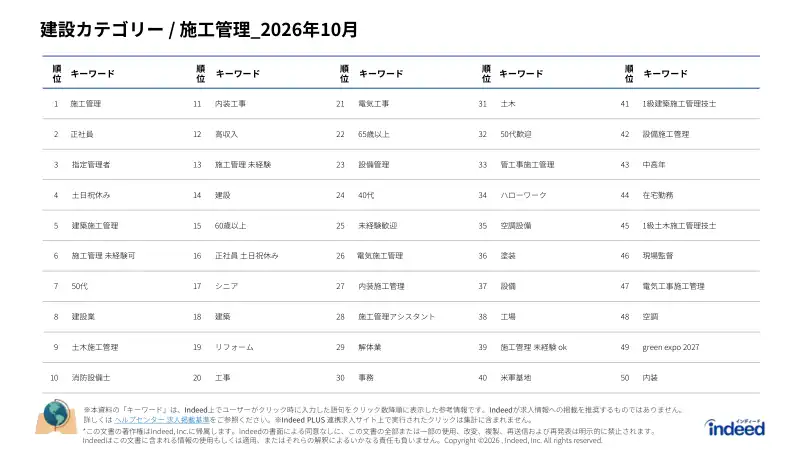 建設カテゴリー / 施工管理_2026年10月
順位 キーワード 順位 キーワード 順位 キーワード 順位 キーワード 順位 キーワード
1 施工管理 11 内装工事 21 電気工事 31 土木 41 1級建築施工管理技士
2 正社員 12 高収入 22 65歳以上 32 50代歓迎 42 設備施工管理
3 指定管理者 13 施工管理 未経験 23 設備管理 33 管工事施工管理 43 中高年
4 土日祝休み 14 建設 24 40代 34 ハローワーク 44 在宅勤務
5 建築施工管理 15 60歳以上 25 未経験歓迎 35 空調設備 45 1級土木施工管理技士
6 施工管理 未経験可 16 正社員 土日祝休み 26 電気施工管理 36 塗装 46 現場監督
7 50代 17 シニア 27 内装施工管理 37 設備 47 電気工事施工管理
8 建設業 18 建築 28 施工管理アシスタント 38 工場 48 空調
9 土木施工管理 19 リフォーム 29 解体業 39 施工管理 未経験 ok 49 green expo 2027
10 消防設備士 20 工事 30 事務 40 米軍基地 50 内装
※本資料の「キーワード」は、Indeed上でユーザーがクリック時に入力した語句をクリック数降順に表示した参考情報です。Indeedが求人情報への掲載を推奨するものではありません。
詳しくは ヘルプセンター 求人掲載基準をご参照ください。※Indeed PLUS 連携求人サイト上で実行されたクリックは集計に含まれません。
*この文書の著作権はIndeed, Inc.に帰属します。Indeedの書面による同意なしに、この文書の全部または一部の使用、改変、複製、再送信および再発表は明示的に禁止されます。
Indeedはこの文書に含まれる情報の使用もしくは適用、またはそれらの解釈によるいかなる責任も負いません。Copyright ©2026 , Indeed, Inc. All rights reserved.
インディード
indeed